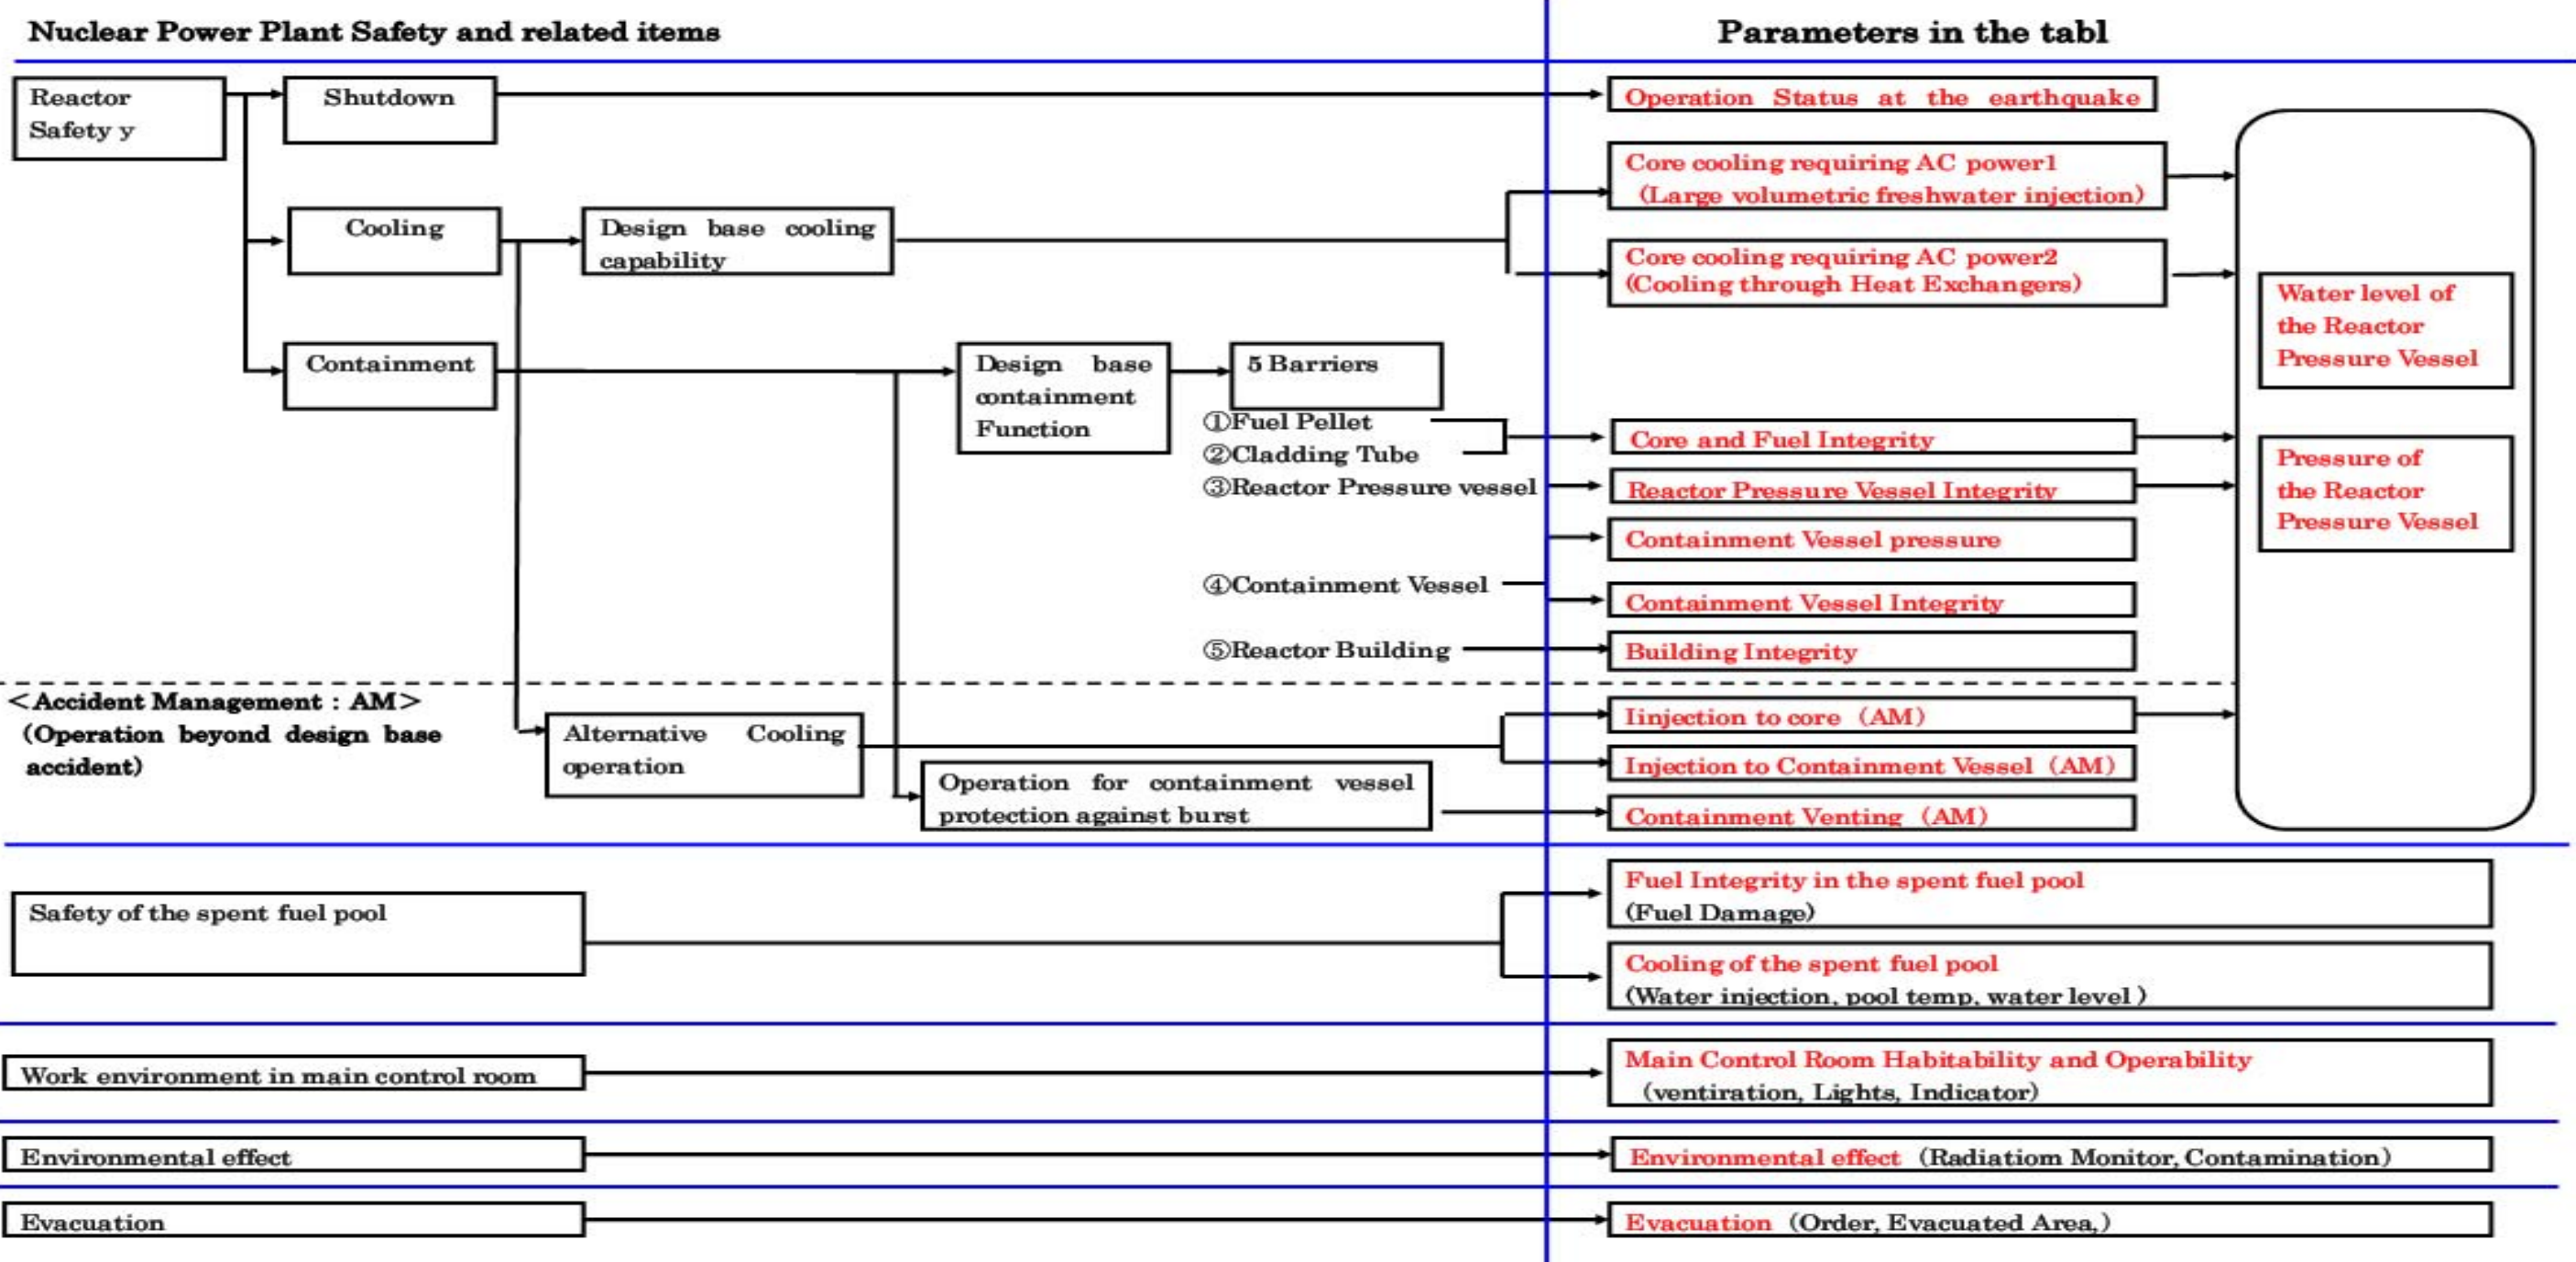 Nuclear Power Plant Safety and related items
Parameters in the tabl
Reactor
Safety y
Shutdown
Operation Status at the earthquake
Core cooling requiring AC power1
(Large volumetric freshwater injection)
Cooling
Design base cooling
capability
Core cooling requiring AC power2
(Cooling through Heat Exchangers)
Water level of
the Reactor
Pressure Vessel
Containment
Design base
containment
Function
5 Barriers
①Fuel Pellet
②Cladding Tube
③Reactor Pressure vessel
Core and Fuel Integrity
Reactor Pressure Vessel Integrity
Pressure of
the Reactor
Pressure Vessel
Containment Vessel pressure
④Containment Vessel
Containment Vessel Integrity
⑤Reactor Building
Building Integrity
<Accident Management : AM>
(Operation beyond design base
accident)
Alternative Cooling
operation
Iinjection to core (AM)
Injection to Containment Vessel (AM)
Operation for containment vessel
protection against burst
Containment Venting (AM)
Safety of the spent fuel pool
Fuel Integrity in the spent fuel pool
(Fuel Damage)
Cooling of the spent fuel pool
(Water injection, pool temp, water level )
Work environment in main control room
Main Control Room Habitability and Operability
(ventiration, Lights, Indicator)
Environmental effect
Environmental effect (Radiatiom Monitor, Contamination)
Evacuation
Evacuation (Order, Evacuated Area,)